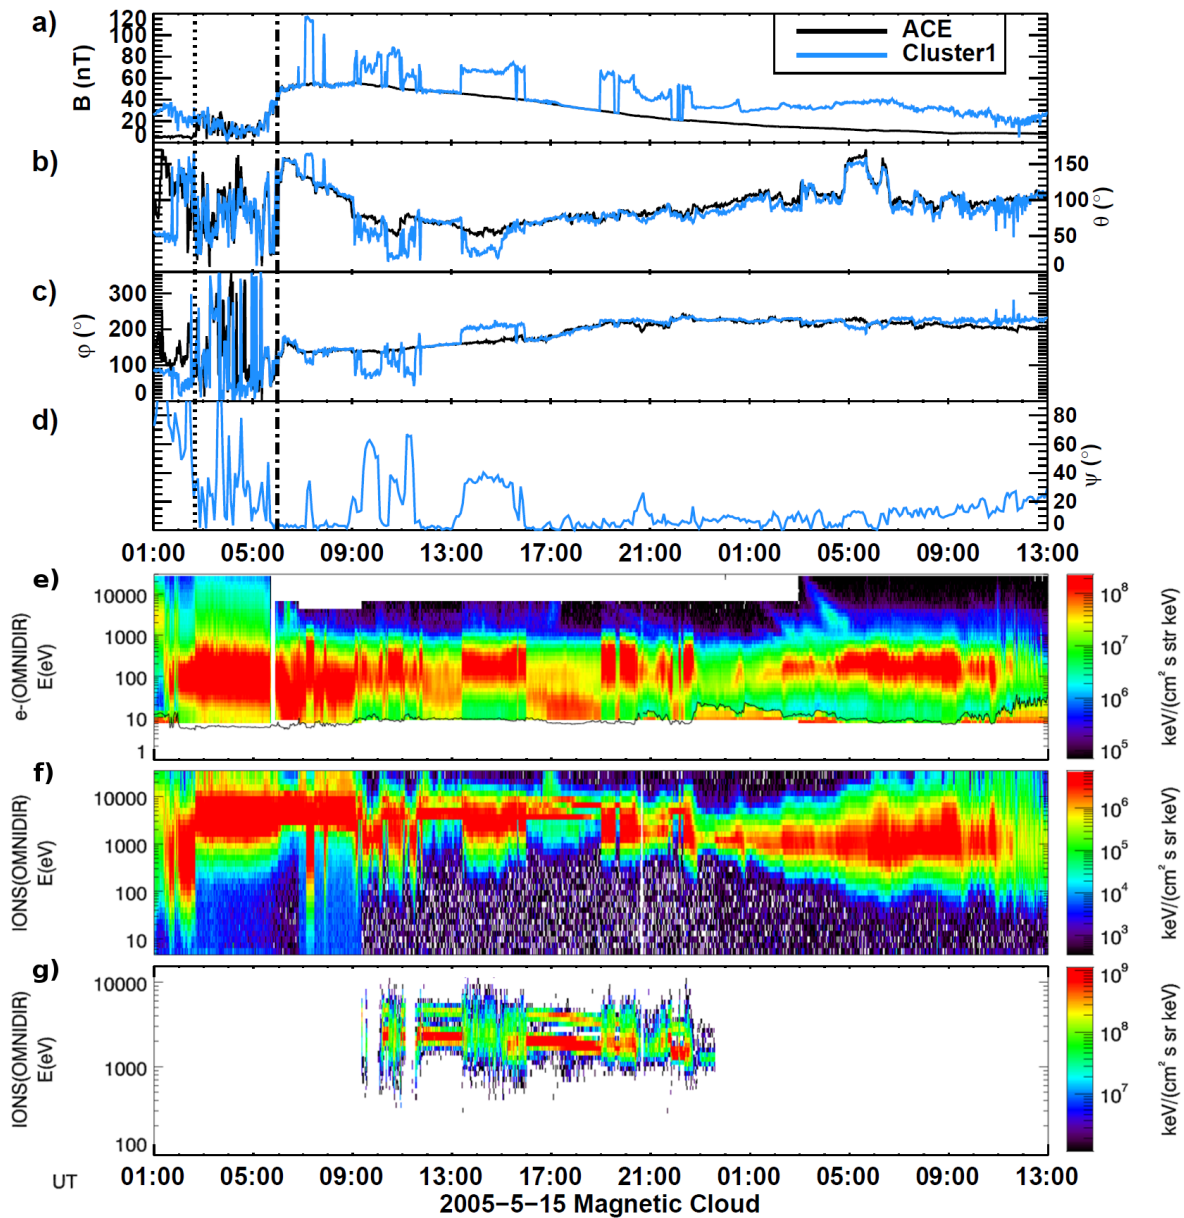 a)
120
100
80
60
40
20
0
B (nT)
ACE
Cluster1
b)
150
100
50
0
θ (°)
c)
300
200
100
0
φ (°)
d)
80
60
40
20
0
ψ (°)
01:00 05:00 09:00 13:00 17:00 21:00 01:00 05:00 09:00 13:00
e)
10000
1000
100
10
1
e-(OMNIDIR)
E(eV)
10^8
10^7
10^6
10^5
keV/(cm^2 s str keV)
f)
10000
1000
100
10
IONS(OMNIDIR)
E(eV)
10^6
10^5
10^4
10^3
keV/(cm^2 s sr keV)
g)
10000
1000
100
IONS(OMNIDIR)
E(eV)
10^9
10^8
10^7
keV/(cm^2 s sr keV)
UT
01:00 05:00 09:00 13:00 17:00 21:00 01:00 05:00 09:00 13:00
2005−5−15 Magnetic Cloud